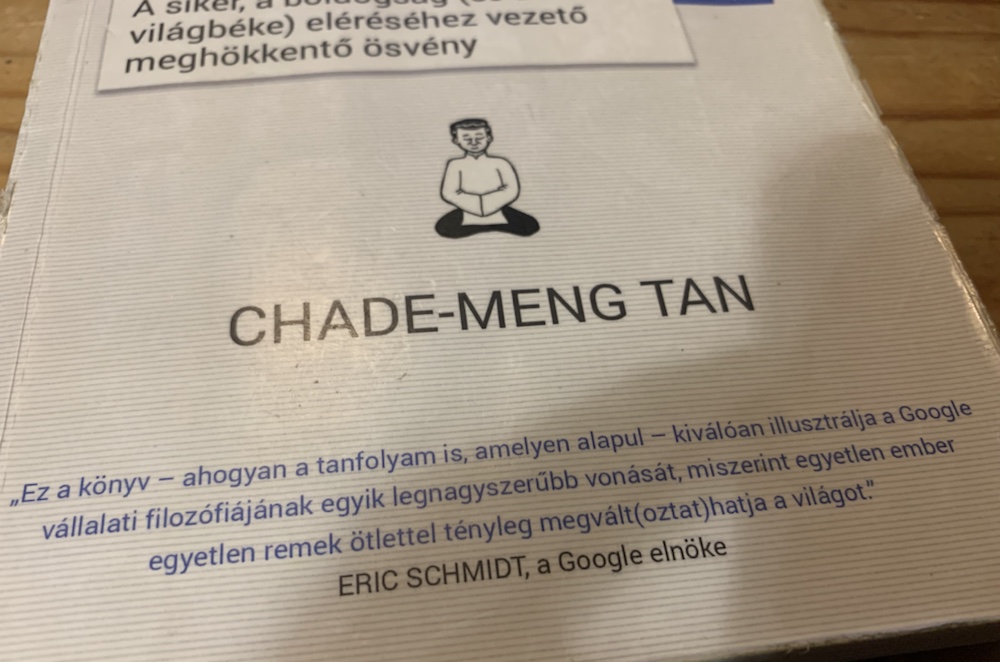 A siker, a boldogság
világbéke) eléréséhez vezető
meghökkentő ösvény
CHADE-MENG TAN
„Ez a könyv – ahogyan a tanfolyam is, amelyen alapul – kiválóan illusztrálja a Google
vállalati filozófiájának egyik legnagyszerűbb vonását, miszerint egyetlen ember
egyetlen remek ötlettel tényleg megvált(oztat)hatja a világot.”
ERIC SCHMIDT, a Google elnöke